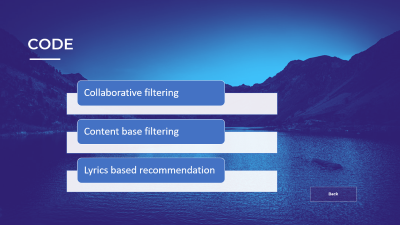 CODE
Collaborative filtering
Content base filtering
Lyrics based recommendation
Back